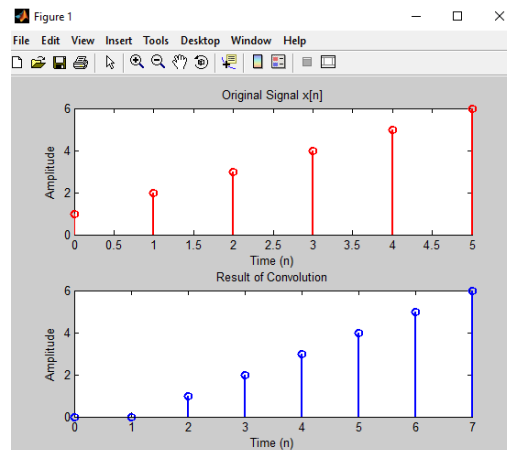 Figure 1
File Edit View Insert Tools Desktop Window Help
Original Signal x[n]
6
4
2
0
Amplitude
0 0.5 1 1.5 2 2.5 3 3.5 4 4.5 5
Time (n)
Result of Convolution
6
4
2
0
Amplitude
0 1 2 3 4 5 6 7
Time (n)